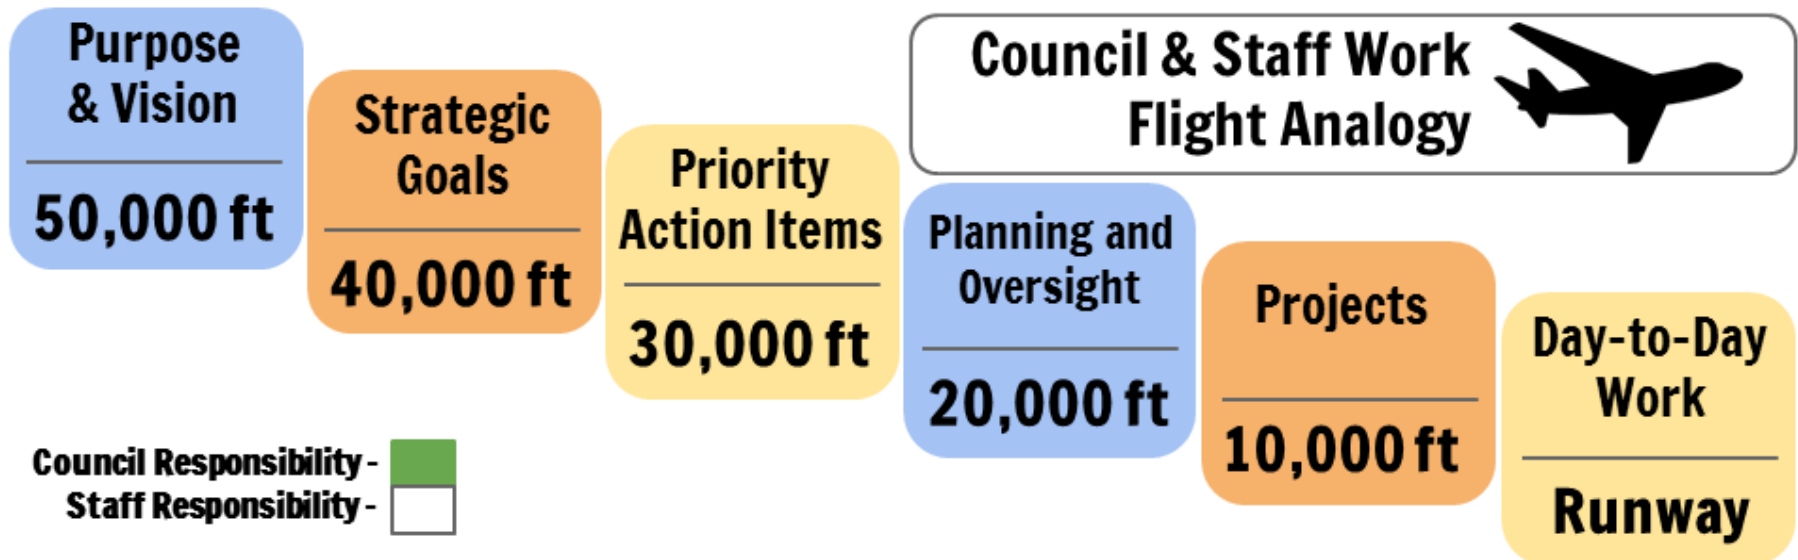 Purpose
& Vision
50,000 ft
Strategic
Goals
40,000 ft
Priority
Action Items
30,000 ft
Council & Staff Work
Flight Analogy
Planning and
Oversight
20,000 ft
Projects
10,000 ft
Day-to-Day
Work
Runway
Council Responsibility -
Staff Responsibility -